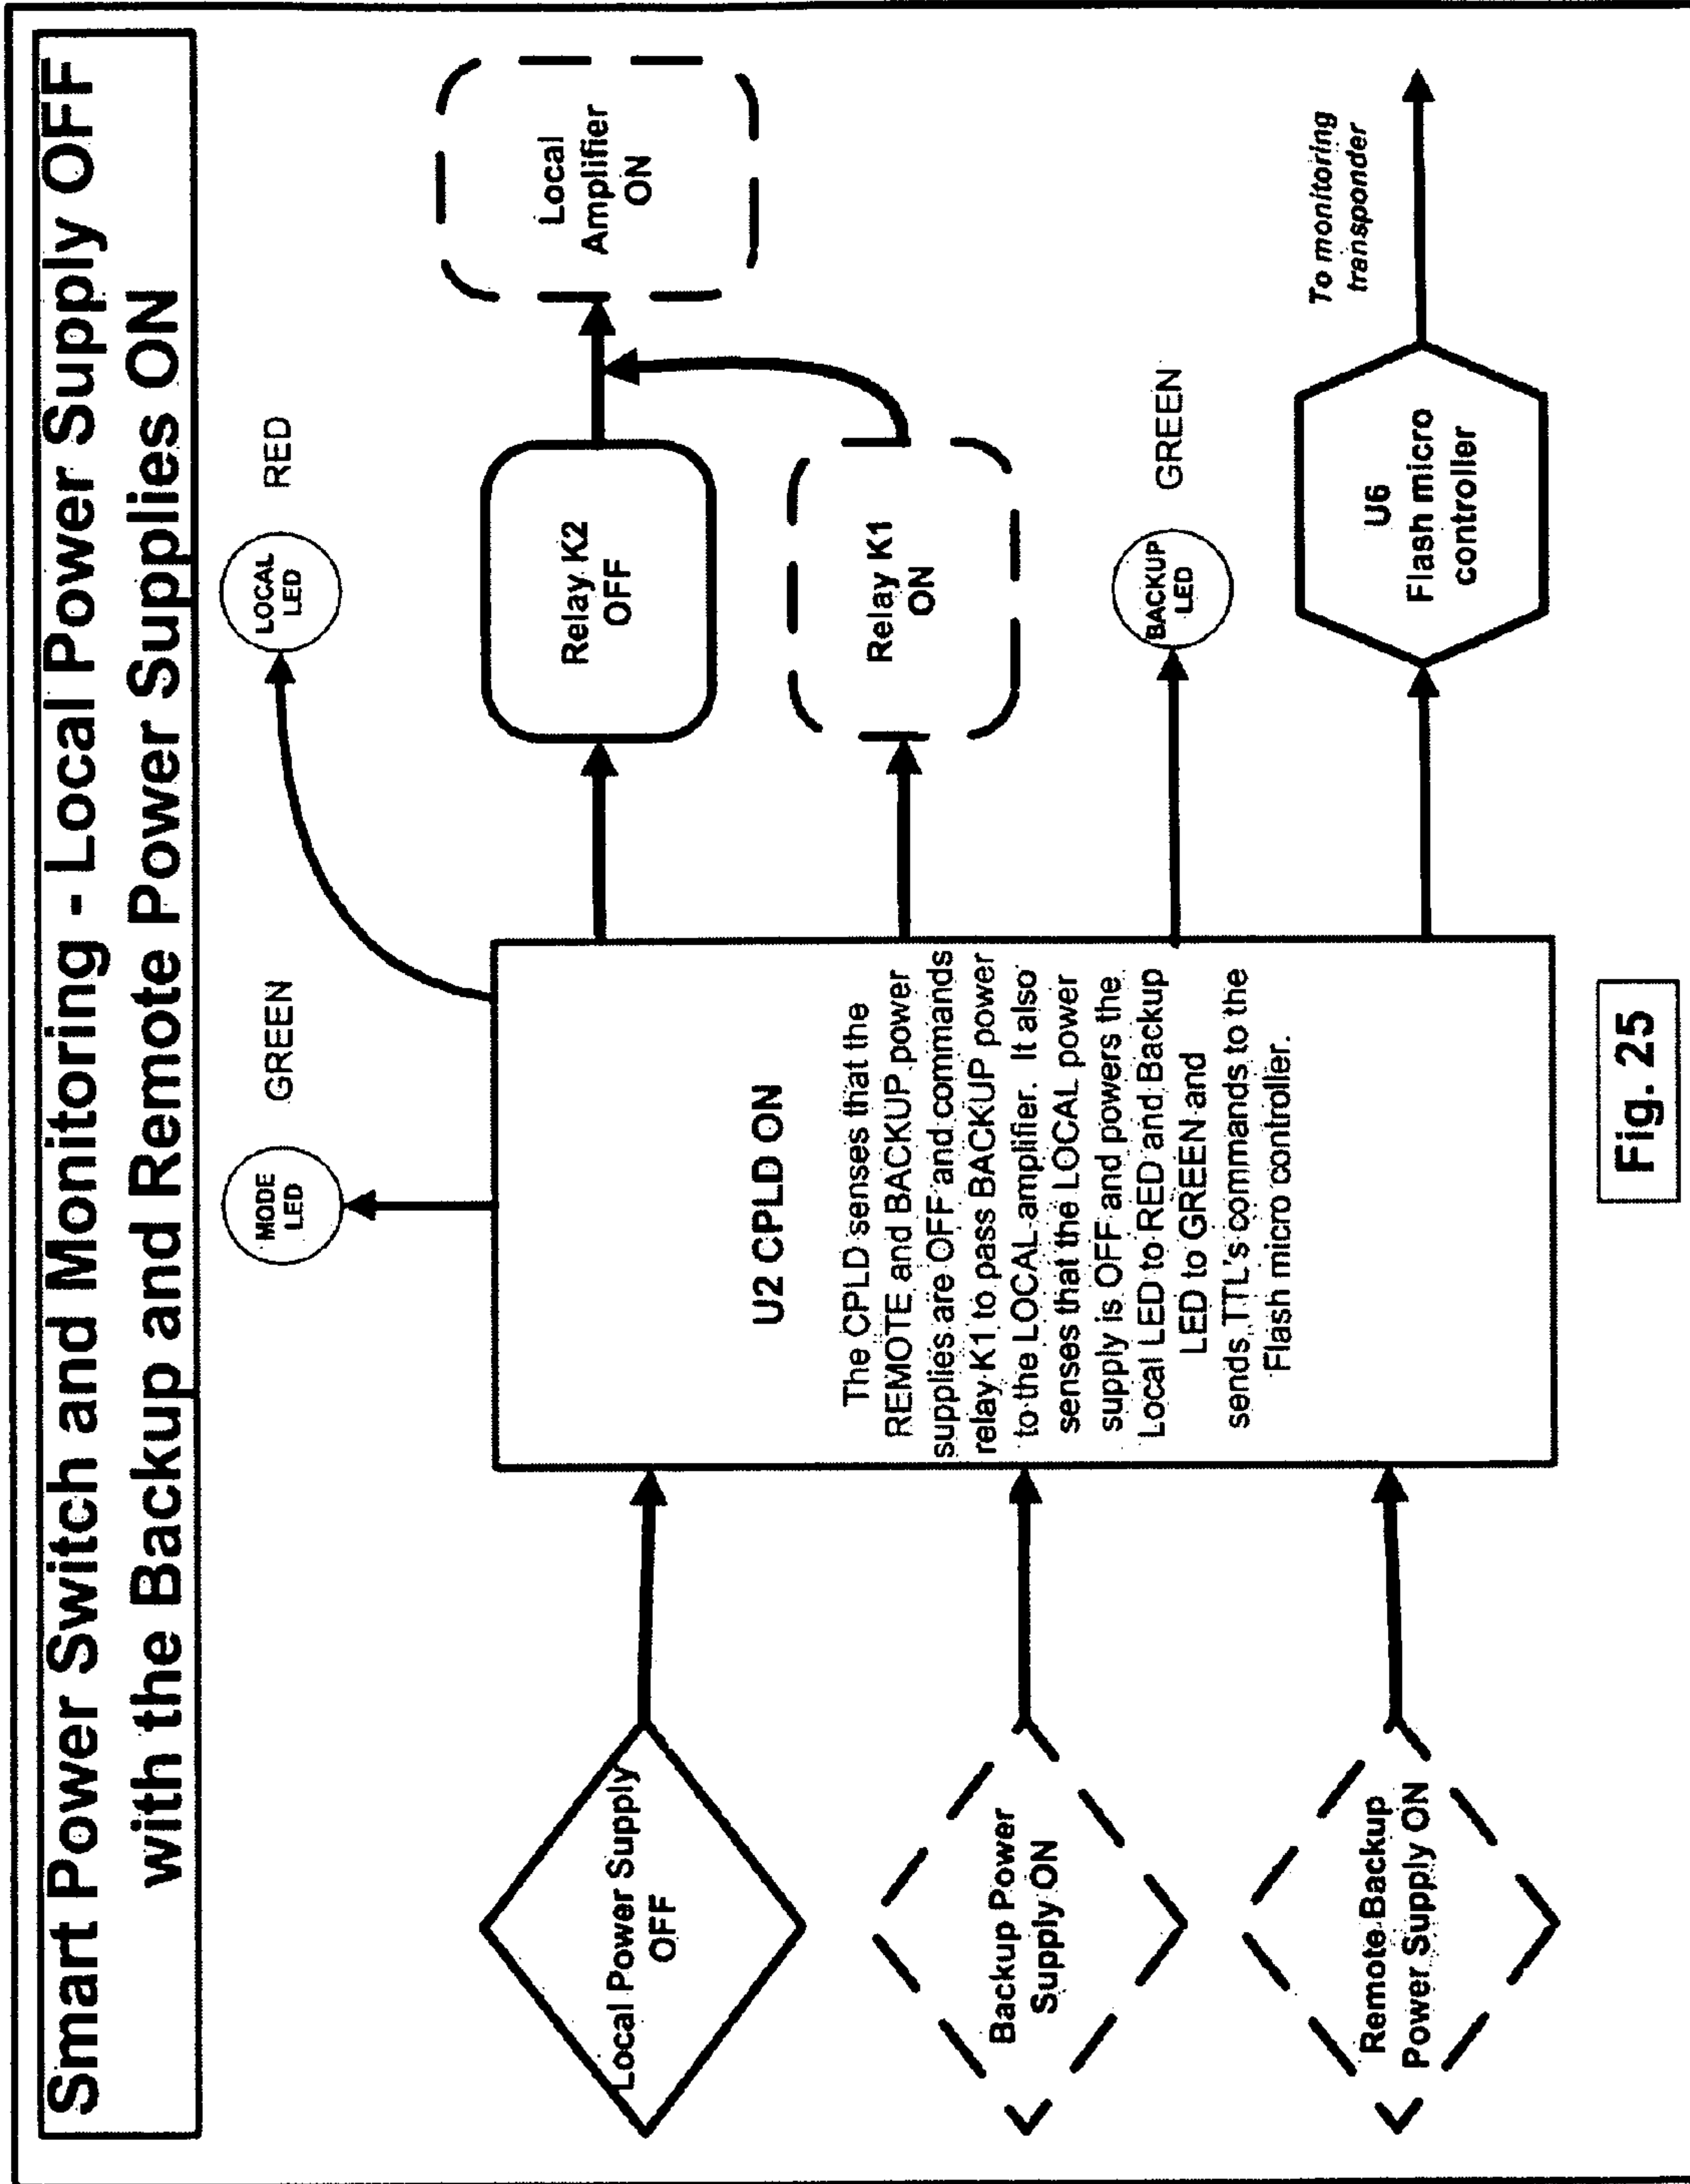 Smart Power Switch and Monitoring - Local Power Supply OFF
with the Backup and Remote Power Supplies ON
MODE
LED
GREEN
LOCAL
LED
RED
Local Power Supply
OFF
Backup Power
Supply ON
Remote Backup
Power Supply ON
U2 CPLD ON
The CPLD senses that the
REMOTE and BACKUP power
supplies are OFF and commands
relay K1 to pass BACKUP power
to the LOCAL amplifier. It also
senses that the LOCAL power
supply is OFF and powers the
Local LED to RED and Backup
LED to GREEN and
sends TTL's commands to the
Flash micro controller.
Relay K2
OFF
Relay K1
ON
Local
Amplifier
ON
BACKUP
LED
GREEN
U6
Flash micro
controller
To monitoring
transponder
Fig. 25